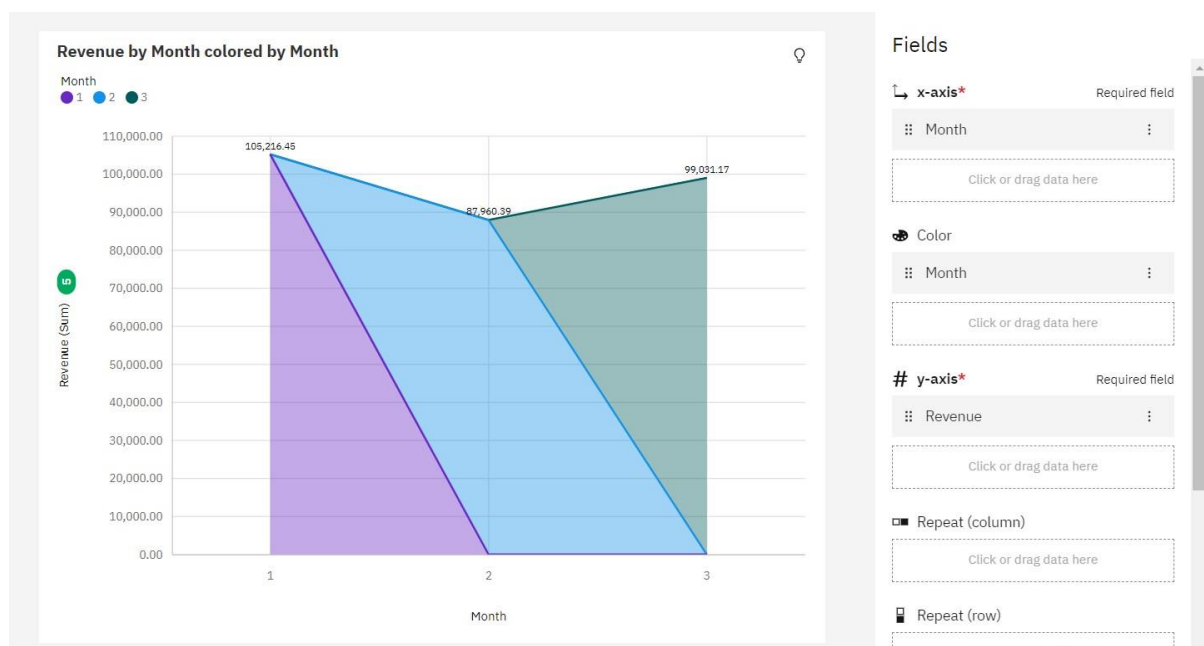 Revenue by Month colored by Month
Month
1 2 3
110,000.00
100,000.00
90,000.00
80,000.00
70,000.00
60,000.00
50,000.00
40,000.00
30,000.00
20,000.00
10,000.00
0.00
105,216.45
87,960.39
99,031.17
Revenue (Sum)
5
1 2 3
Month
Fields
x-axis* Required field
Month
Click or drag data here
Color
Month
Click or drag data here
# y-axis* Required field
Revenue
Click or drag data here
Repeat (column)
Click or drag data here
Repeat (row)